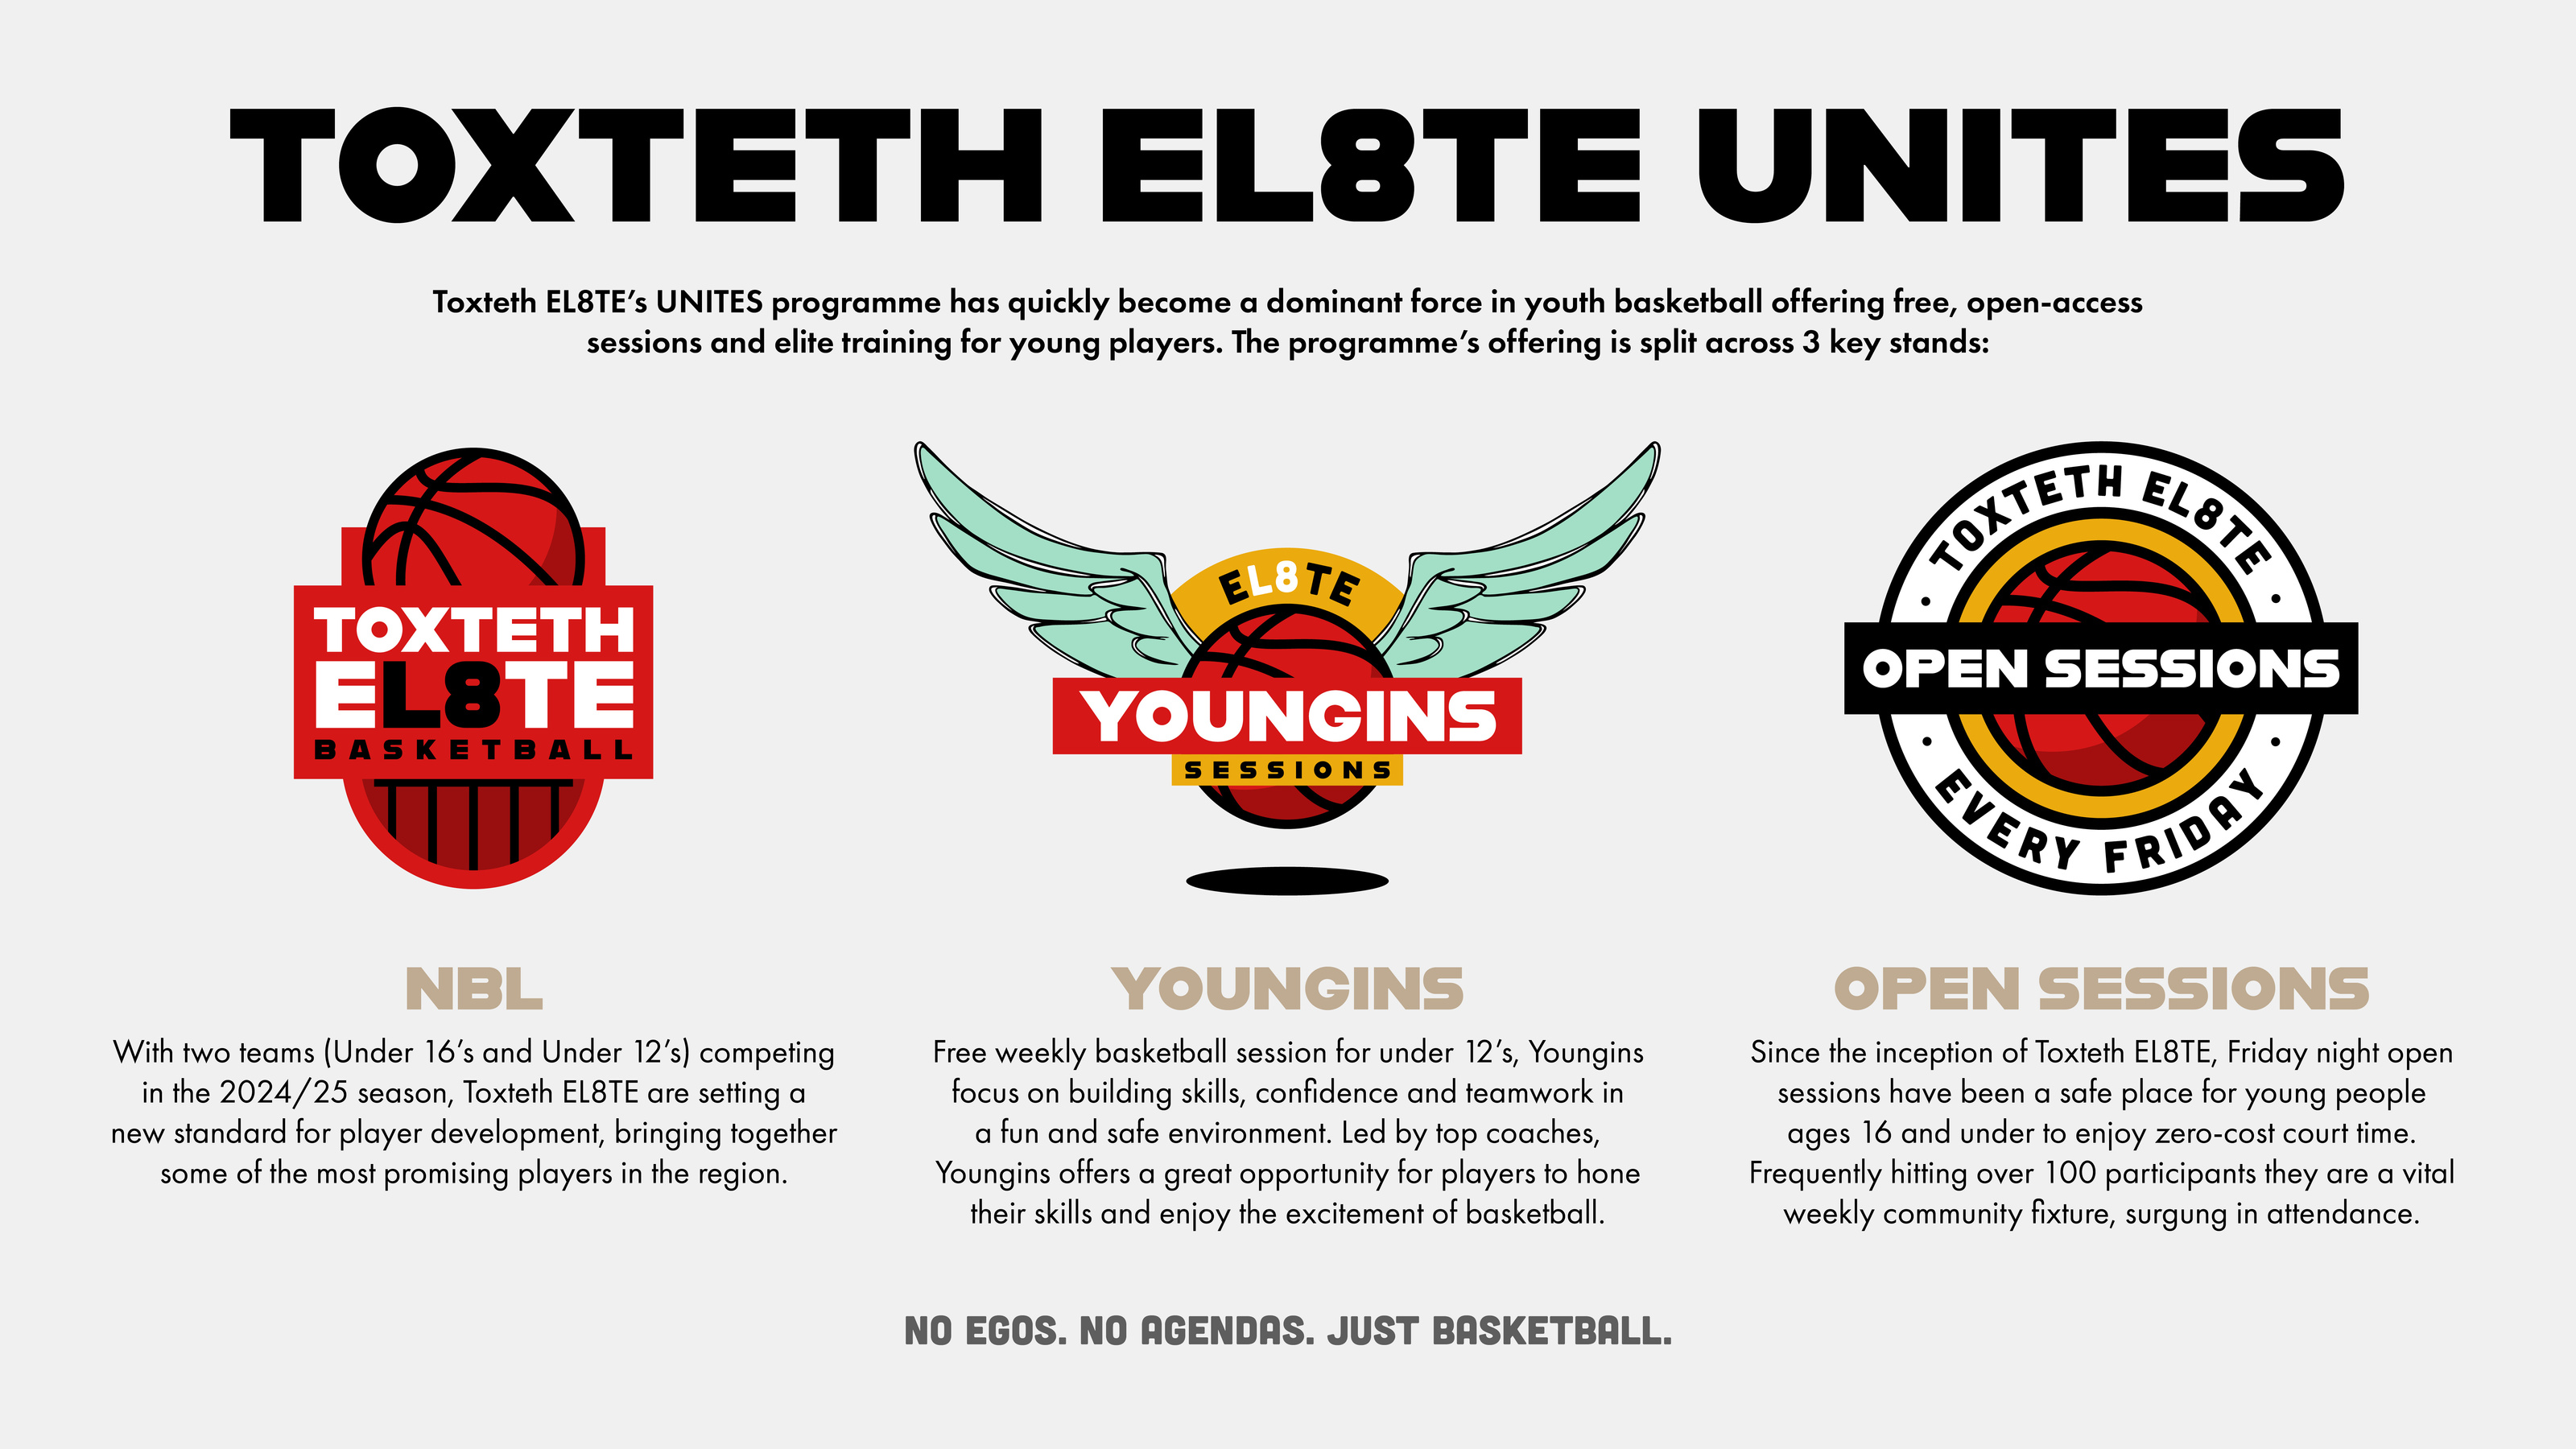 TOXTETH EL8TE UNITES
Toxteth EL8TE’s UNITES programme has quickly become a dominant force in youth basketball offering free, open-access
sessions and elite training for young players. The programme’s offering is split across 3 key stands:
TOXTETH
EL8TE
BASKETBALL
EL8TE
YOUNGINS
SESSIONS
TOXTETH EL8TE
OPEN SESSIONS
EVERY FRIDAY
NBL
With two teams (Under 16’s and Under 12’s) competing
in the 2024/25 season, Toxteth EL8TE are setting a
new standard for player development, bringing together
some of the most promising players in the region.
YOUNGINS
Free weekly basketball session for under 12’s, Youngins
focus on building skills, confidence and teamwork in
a fun and safe environment. Led by top coaches,
Youngins offers a great opportunity for players to hone
their skills and enjoy the excitement of basketball.
OPEN SESSIONS
Since the inception of Toxteth EL8TE, Friday night open
sessions have been a safe place for young people
ages 16 and under to enjoy zero-cost court time.
Frequently hitting over 100 participants they are a vital
weekly community fixture, surgung in attendance.
NO EGOS. NO AGENDAS. JUST BASKETBALL.